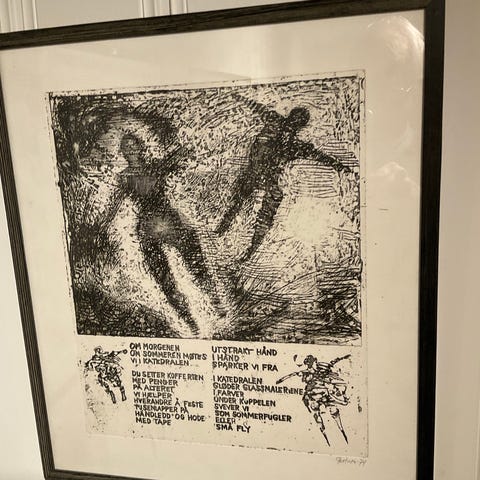 OM MORGENEN
OM SOMMEREN MØTES
VI I KATEDRALEN
DU SETER KOFFERTEN
MED PENGER
PÅ ALTERET
VI HJELPER
HVERANDRE Å FESTE
TUSENLAPPER PÅ
HÅNDLEDD OG HODE
MED TAPE
UTSTRAKT HÅND
I HÅND
SPARKER VI FRA
I KATEDRALEN
GLØDER GLASSMALERIENE
I FARVER
UNDER KUPPELEN
SVEVER VI
SOM SOMMERFUGLER
ELLER
SMÅ FLY